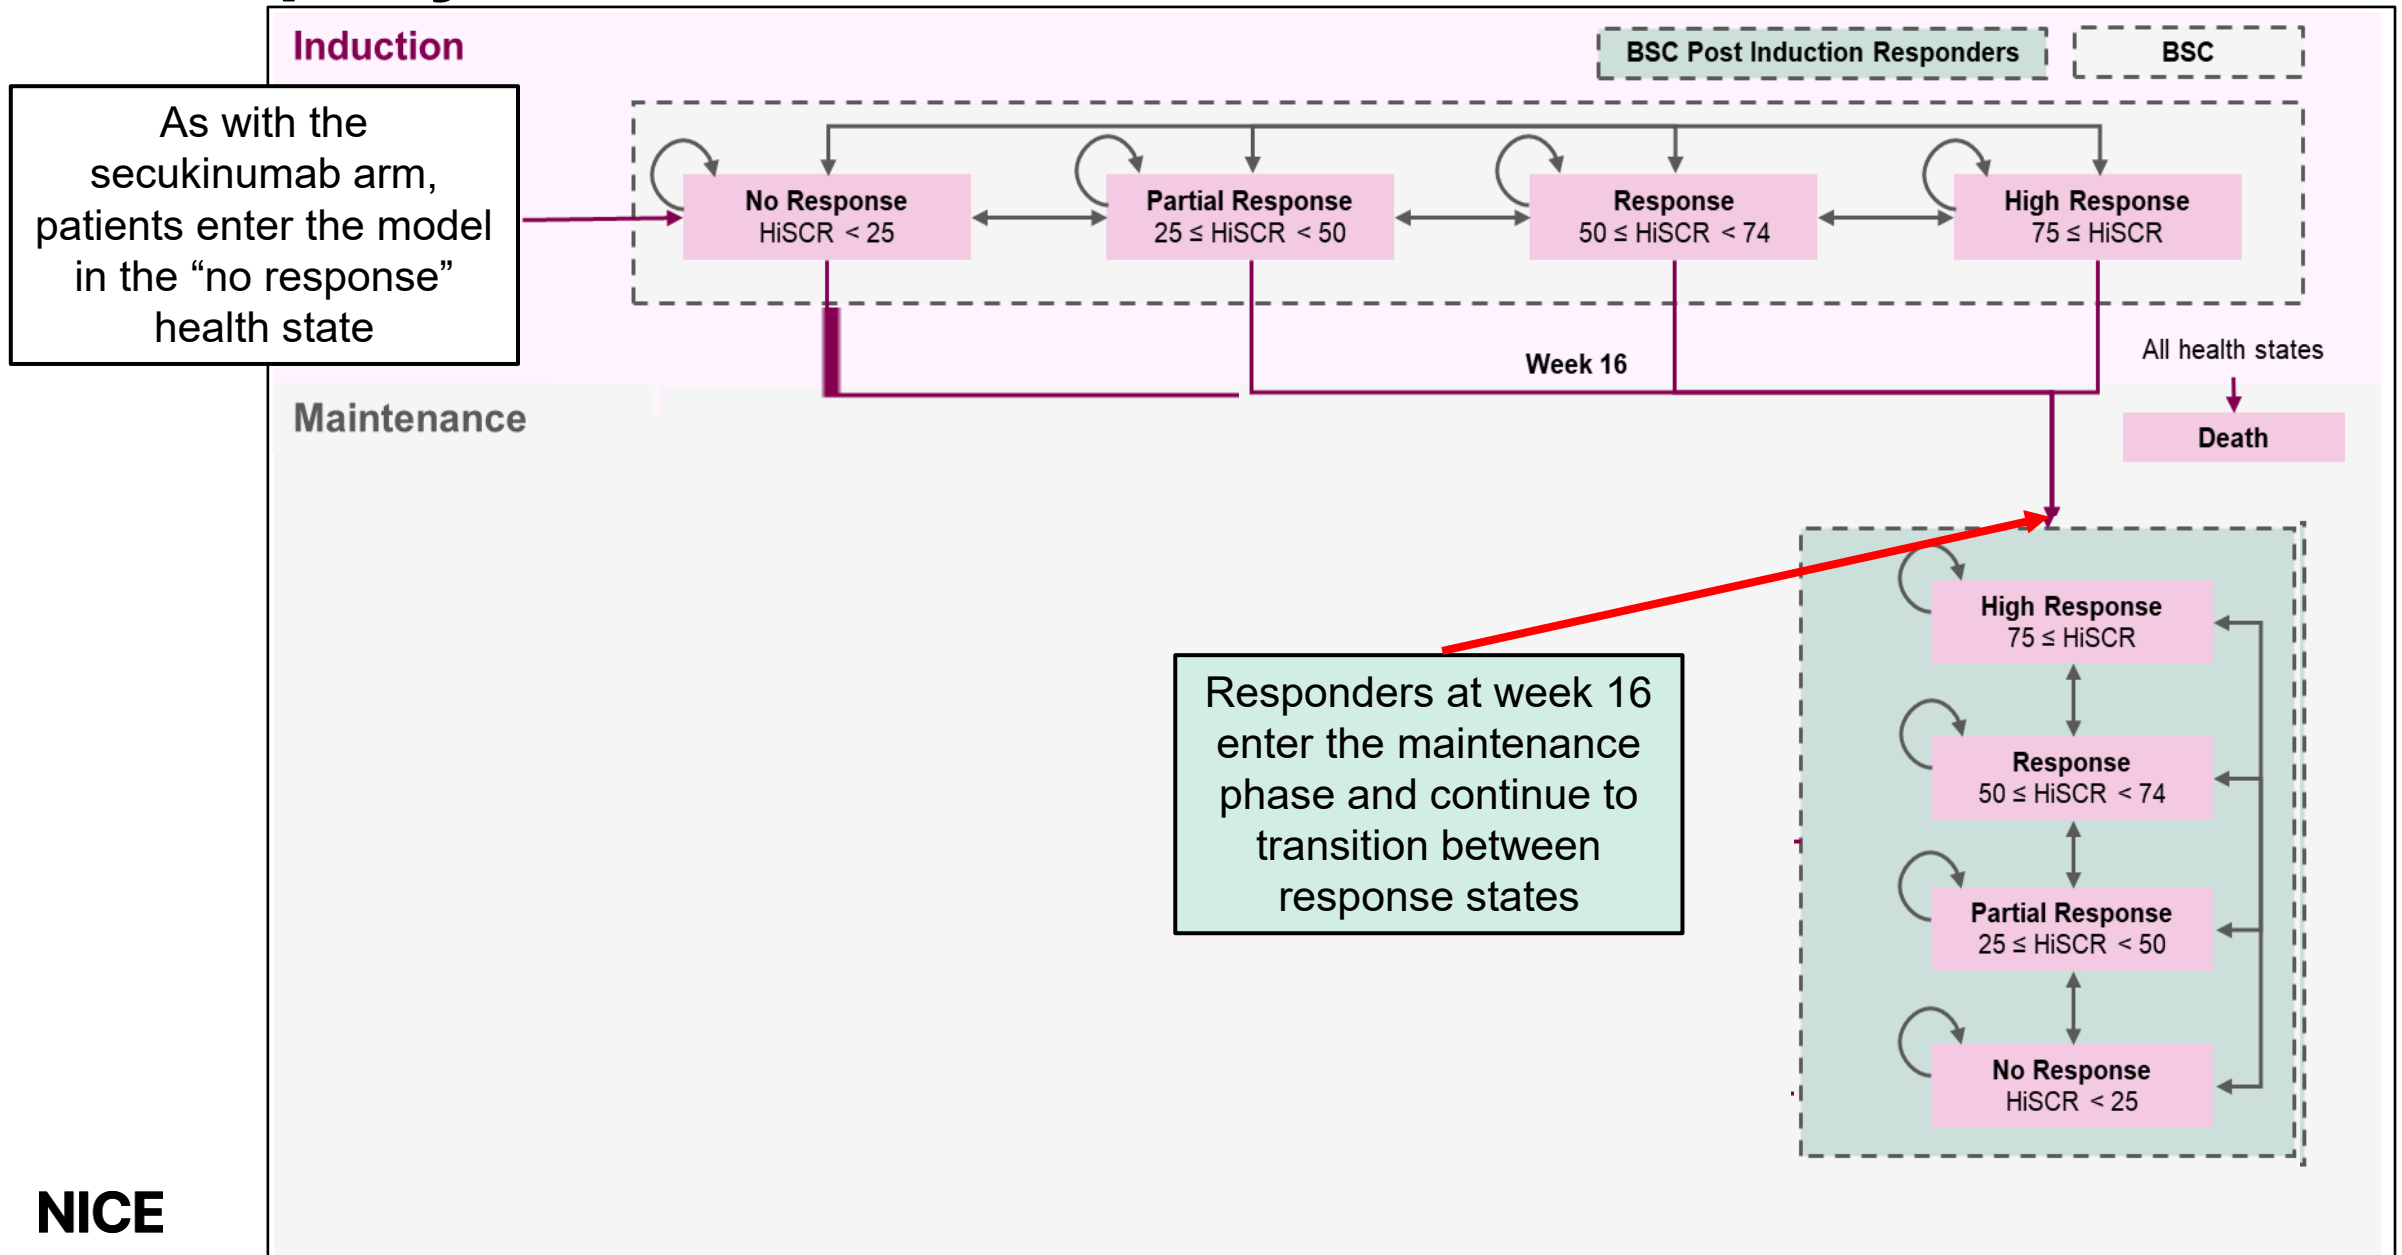 Induction
BSC Post Induction Responders
BSC
As with the
secukinumab arm,
patients enter the model
in the “no response”
health state
No Response
HiSCR < 25
Partial Response
25 ≤ HiSCR < 50
Response
50 ≤ HiSCR < 74
High Response
75 ≤ HiSCR
Week 16
All health states
Death
Maintenance
Responders at week 16
enter the maintenance
phase and continue to
transition between
response states
High Response
75 ≤ HiSCR
Response
50 ≤ HiSCR < 74
Partial Response
25 ≤ HiSCR < 50
No Response
HiSCR < 25
NICE